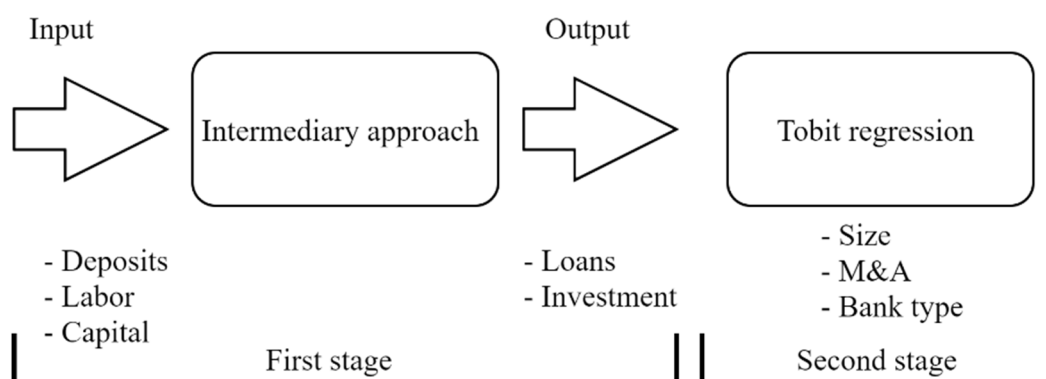 Input
Output
Intermediary approach
Tobit regression
- Deposits
- Labor
- Capital
- Loans
- Investment
- Size
- M&A
- Bank type
First stage
Second stage